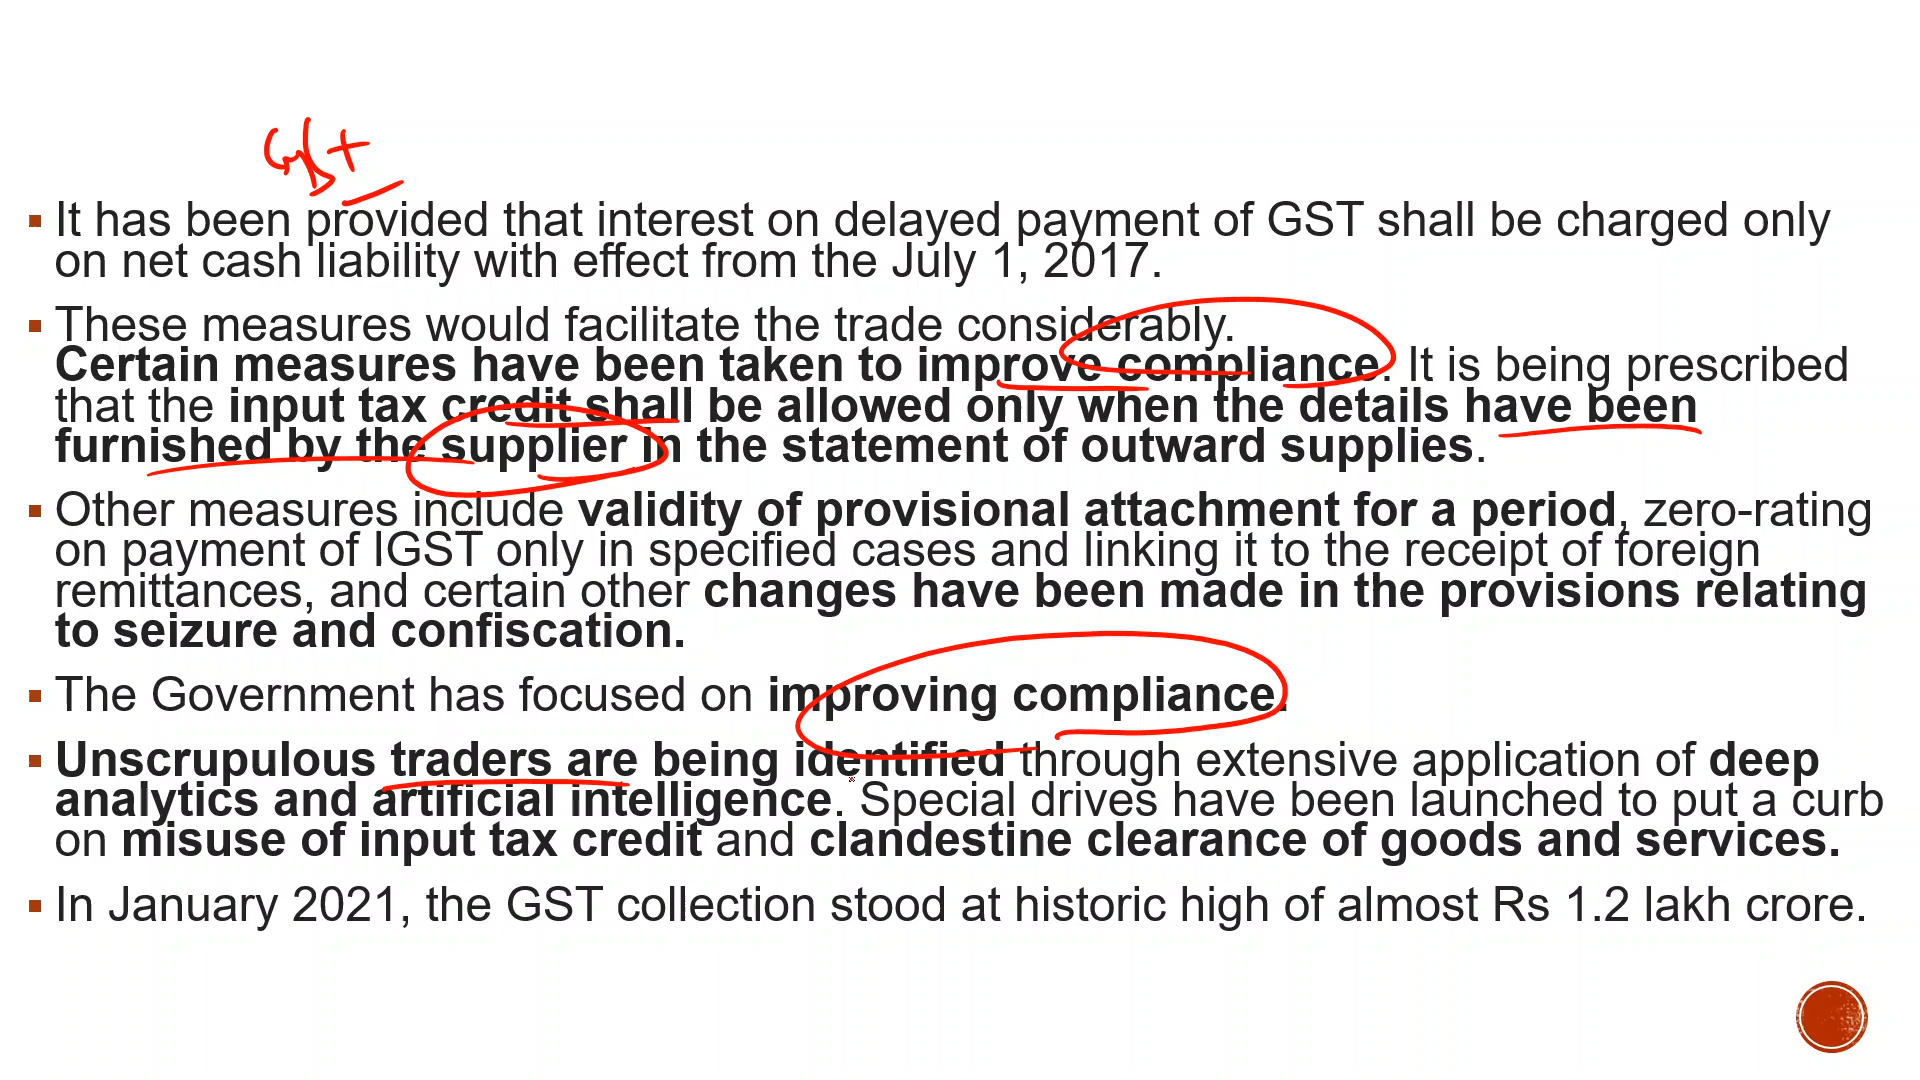 It has been provided that interest on delayed payment of GST shall be charged only
on net cash liability with effect from the July 1, 2017.
These measures would facilitate the trade considerably.
Certain measures have been taken to improve compliance. It is being prescribed
that the input tax credit shall be allowed only when the details have been
furnished by the supplier in the statement of outward supplies.
Other measures include validity of provisional attachment for a period, zero-rating
on payment of IGST only in specified cases and linking it to the receipt of foreign
remittances, and certain other changes have been made in the provisions relating
to seizure and confiscation.
The Government has focused on improving compliance.
Unscrupulous traders are being identified through extensive application of deep
analytics and artificial intelligence. Special drives have been launched to put a curb
on misuse of input tax credit and clandestine clearance of goods and services.
In January 2021, the GST collection stood at historic high of almost Rs 1.2 lakh crore.